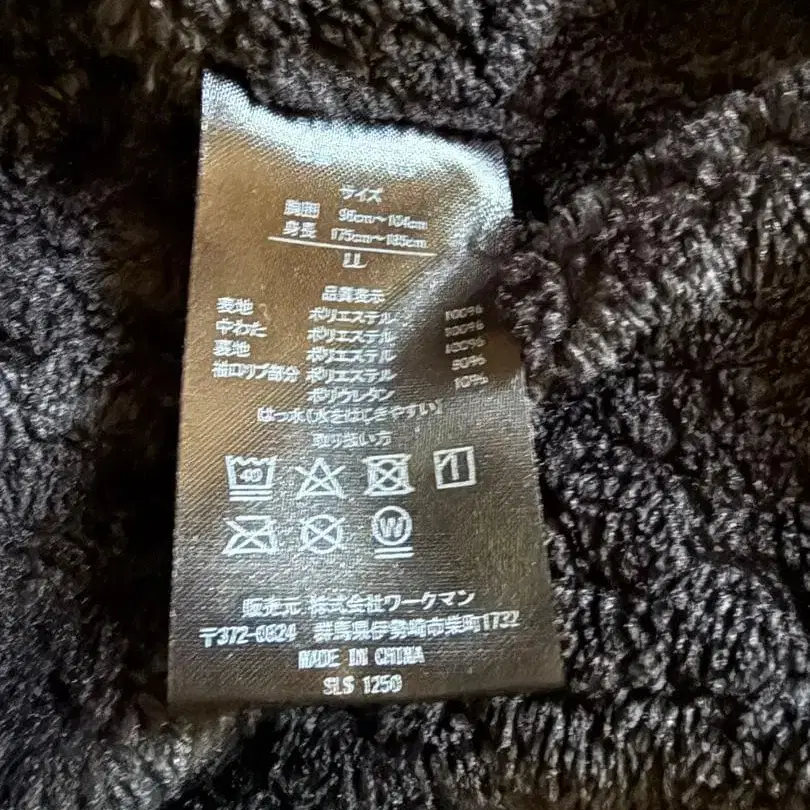 サイズ
胸囲 96cm〜104cm
身長 175cm〜185cm
LL
品質表示
表地 ポリエステル 100%
中わた ポリエステル 100%
裏地 ポリエステル 100%
袖口リブ部分 ポリエステル 90%
ポリウレタン 10%
はっ水(水をはじきやすい)
取り扱い方
40
W
販売元 株式会社ワークマン
〒372-0824 群馬県伊勢崎市柴町1732
MADE IN CHINA
SLS 1250